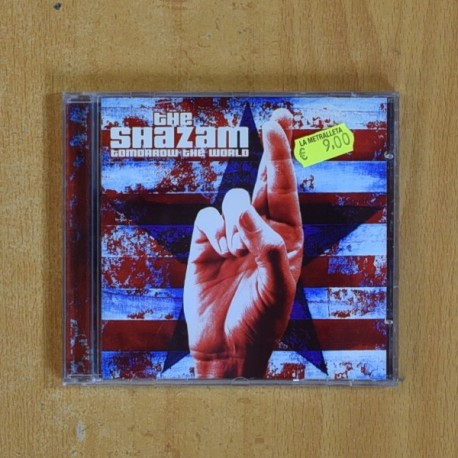 the
SHAZAM
TOMORROW THE WORLD
LA METRALLETA
€ 9,00